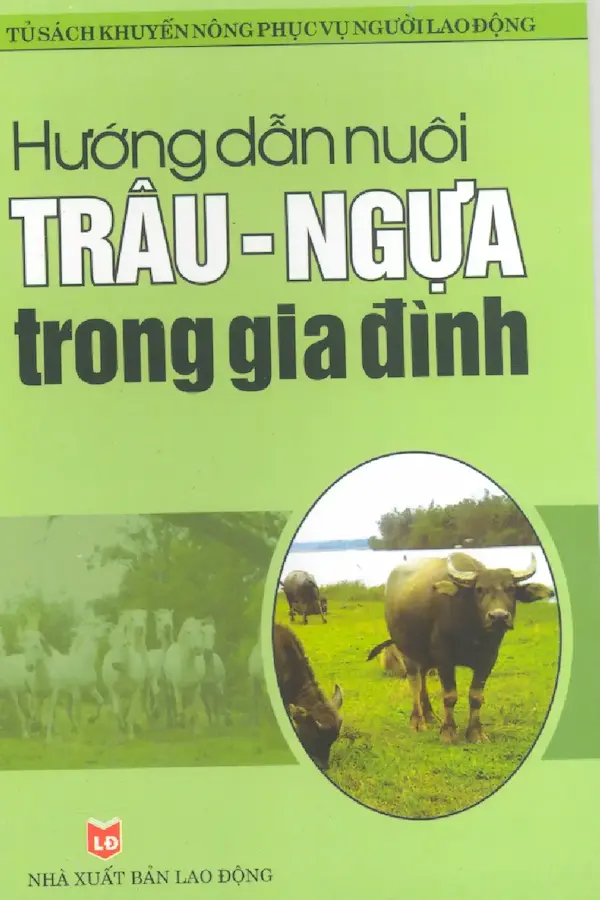 TỦ SÁCH KHUYẾN NÔNG PHỤC VỤ NGƯỜI LAO ĐỘNG
Hướng dẫn nuôi
TRÂU - NGỰA
trong gia đình
LĐ
NHÀ XUẤT BẢN LAO ĐỘNG